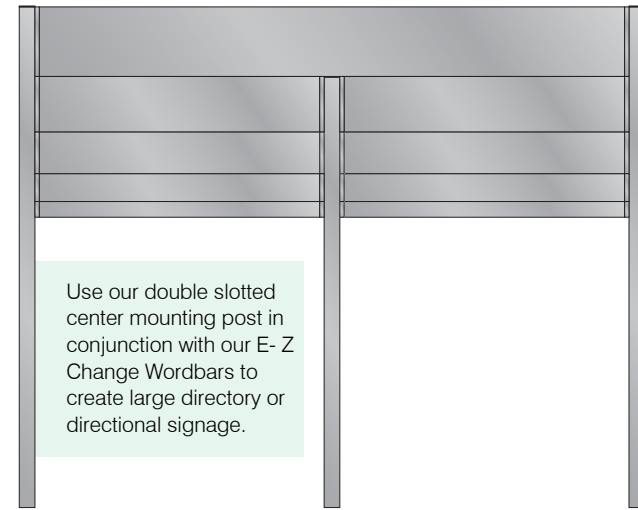 Use our double slotted
center mounting post in
conjunction with our E- Z
Change Wordbars to
create large directory or
directional signage.